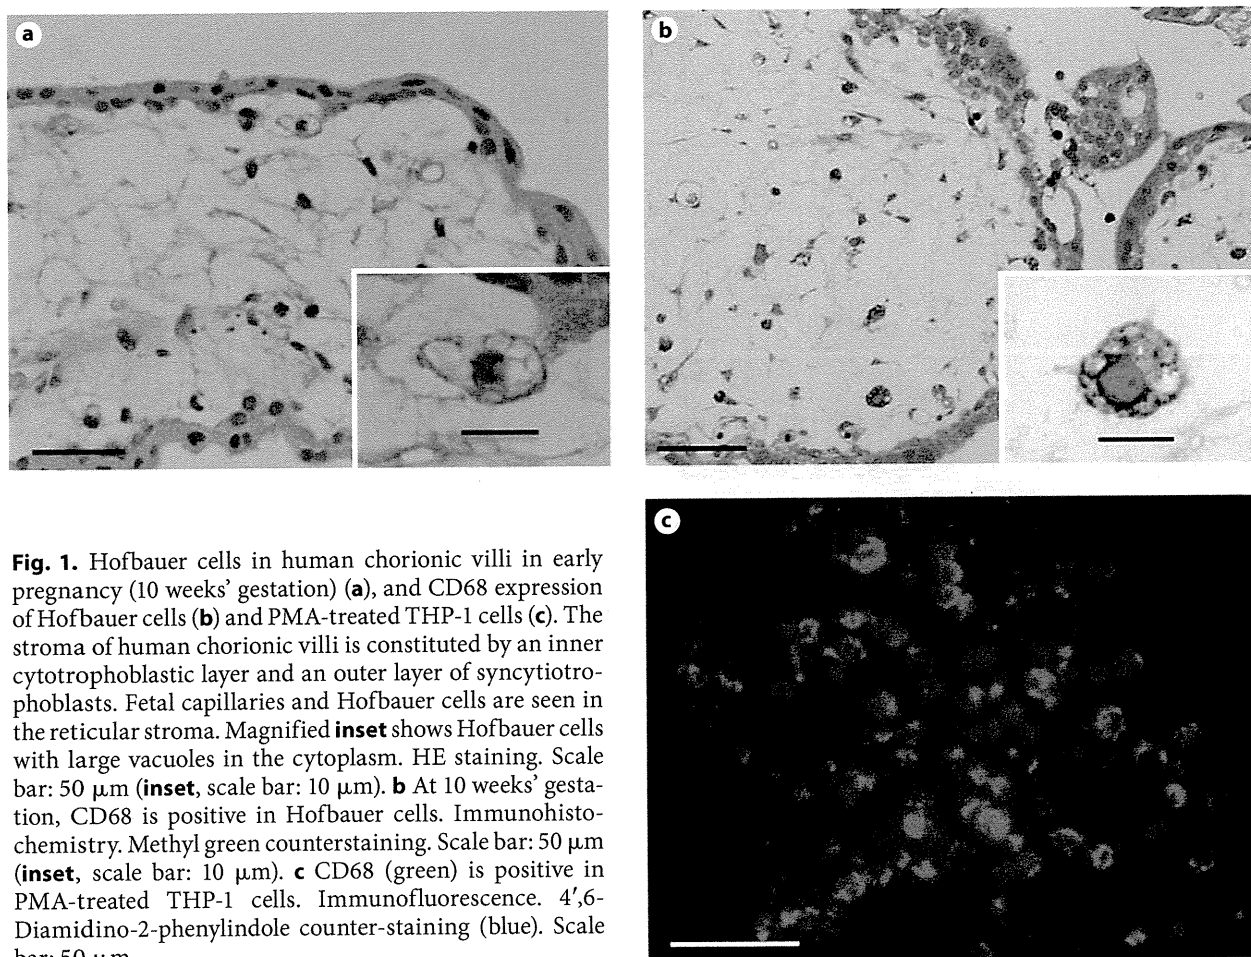 a
b
c
Fig. 1. Hofbauer cells in human chorionic villi in early
pregnancy (10 weeks' gestation) (a), and CD68 expression
of Hofbauer cells (b) and PMA-treated THP-1 cells (c). The
stroma of human chorionic villi is constituted by an inner
cytotrophoblastic layer and an outer layer of syncytiotro-
phoblasts. Fetal capillaries and Hofbauer cells are seen in
the reticular stroma. Magnified inset shows Hofbauer cells
with large vacuoles in the cytoplasm. HE staining. Scale
bar: 50 μm (inset, scale bar: 10 μm). b At 10 weeks' gesta-
tion, CD68 is positive in Hofbauer cells. Immunohisto-
chemistry. Methyl green counterstaining. Scale bar: 50 μm
(inset, scale bar: 10 μm). c CD68 (green) is positive in
PMA-treated THP-1 cells. Immunofluorescence. 4′,6-
Diamidino-2-phenylindole counter-staining (blue). Scale
bar: 50 μm